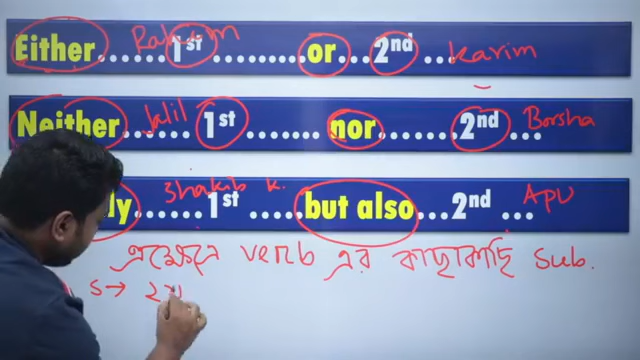 Either......Rahim 1st..........or...2nd ...karim
Neither..Jalil....1st..........nor.......2nd ...Borsha
ly......Shakib k. 1st .....but also...2nd ...Apu
এক্ষেত্রে verb এর কাছাকাছি sub.
S→ ২য়